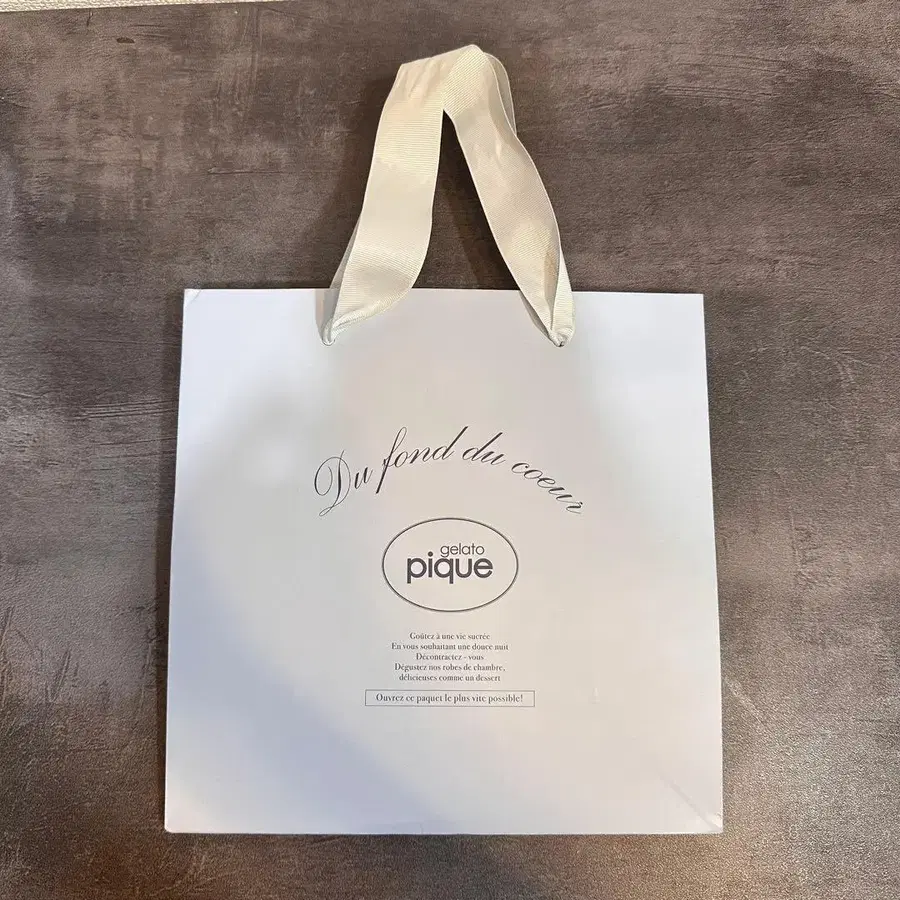 Du fond du coeur
gelato
pique
Goûtez à une vie sucrée
En vous souhaitant une douce nuit
Décontractez - vous
Dégustez nos robes de chambre,
délicieuses comme un dessert
Ouvrez ce paquet le plus vite possible!